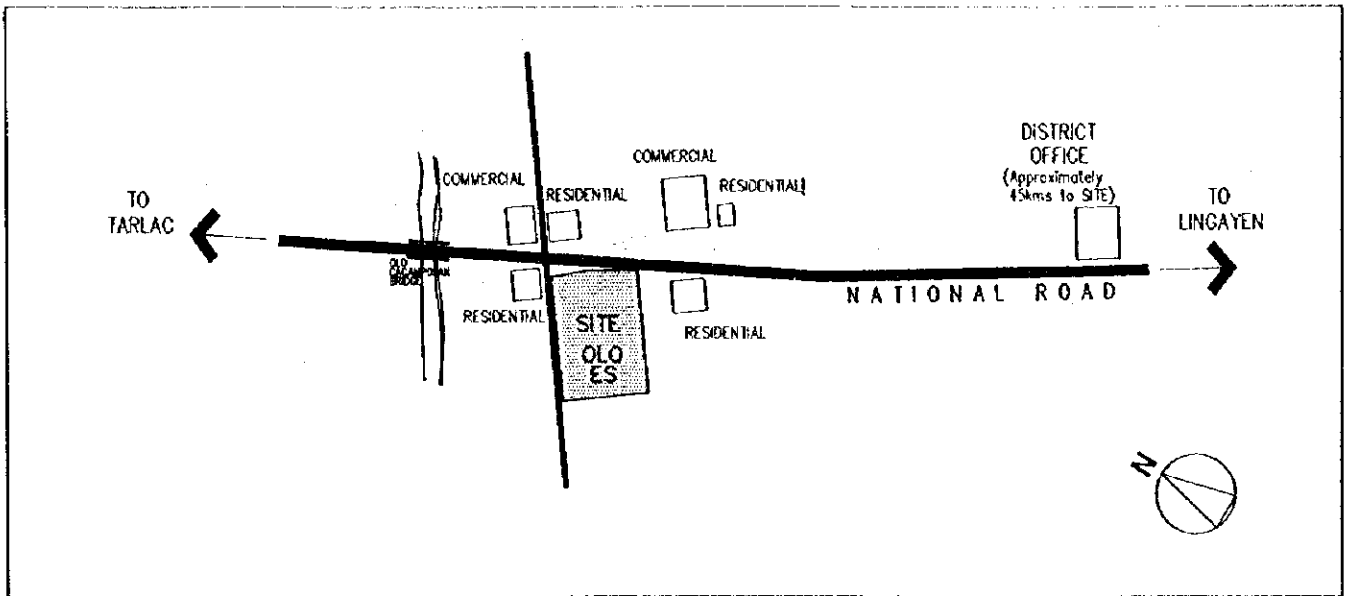 DISTRICT
OFFICE
(Approximately
45kms to SITE)
COMMERCIAL
COMMERCIAL
RESIDENTIAL
RESIDENTIAL
TO
TARLAC
TO
LINGAYEN
OLD
BRIDGE
NATIONAL ROAD
RESIDENTIAL
SITE
OLO
ES
RESIDENTIAL
N